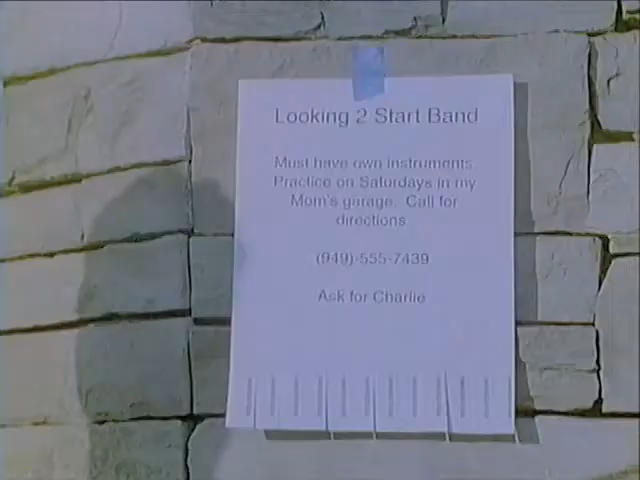 Looking 2 Start Band
Must have own instruments.
Practice on Saturdays in my
Mom's garage. Call for
directions
(949)-555-7439
Ask for Charlie